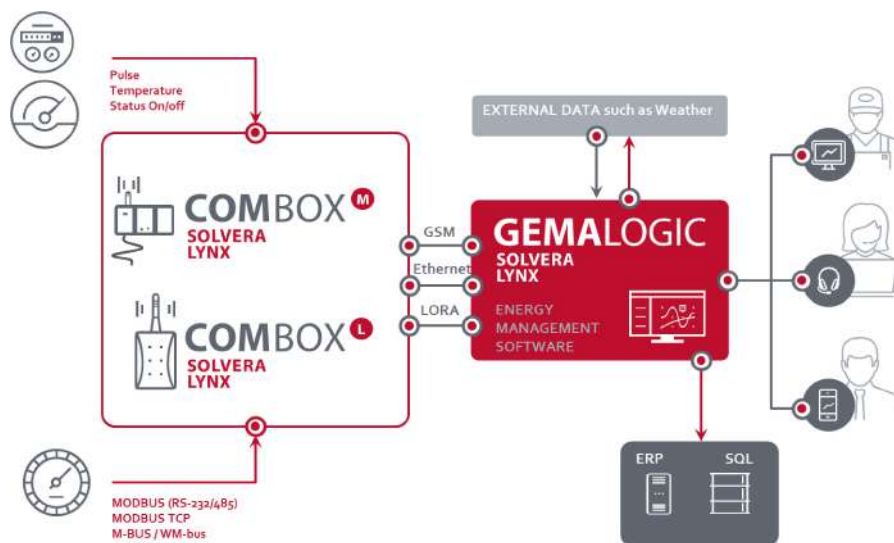 Pulse
Temperature
Status On/off
EXTERNAL DATA such as Weather
COMBOX M
SOLVERA
LYNX
COMBOX L
SOLVERA
LYNX
GSM
Ethernet
LORA
GEMALOGIC
SOLVERA
LYNX
ENERGY
MANAGEMENT
SOFTWARE
ERP
SQL
MODBUS (RS-232/485)
MODBUS TCP
M-BUS / WM-bus